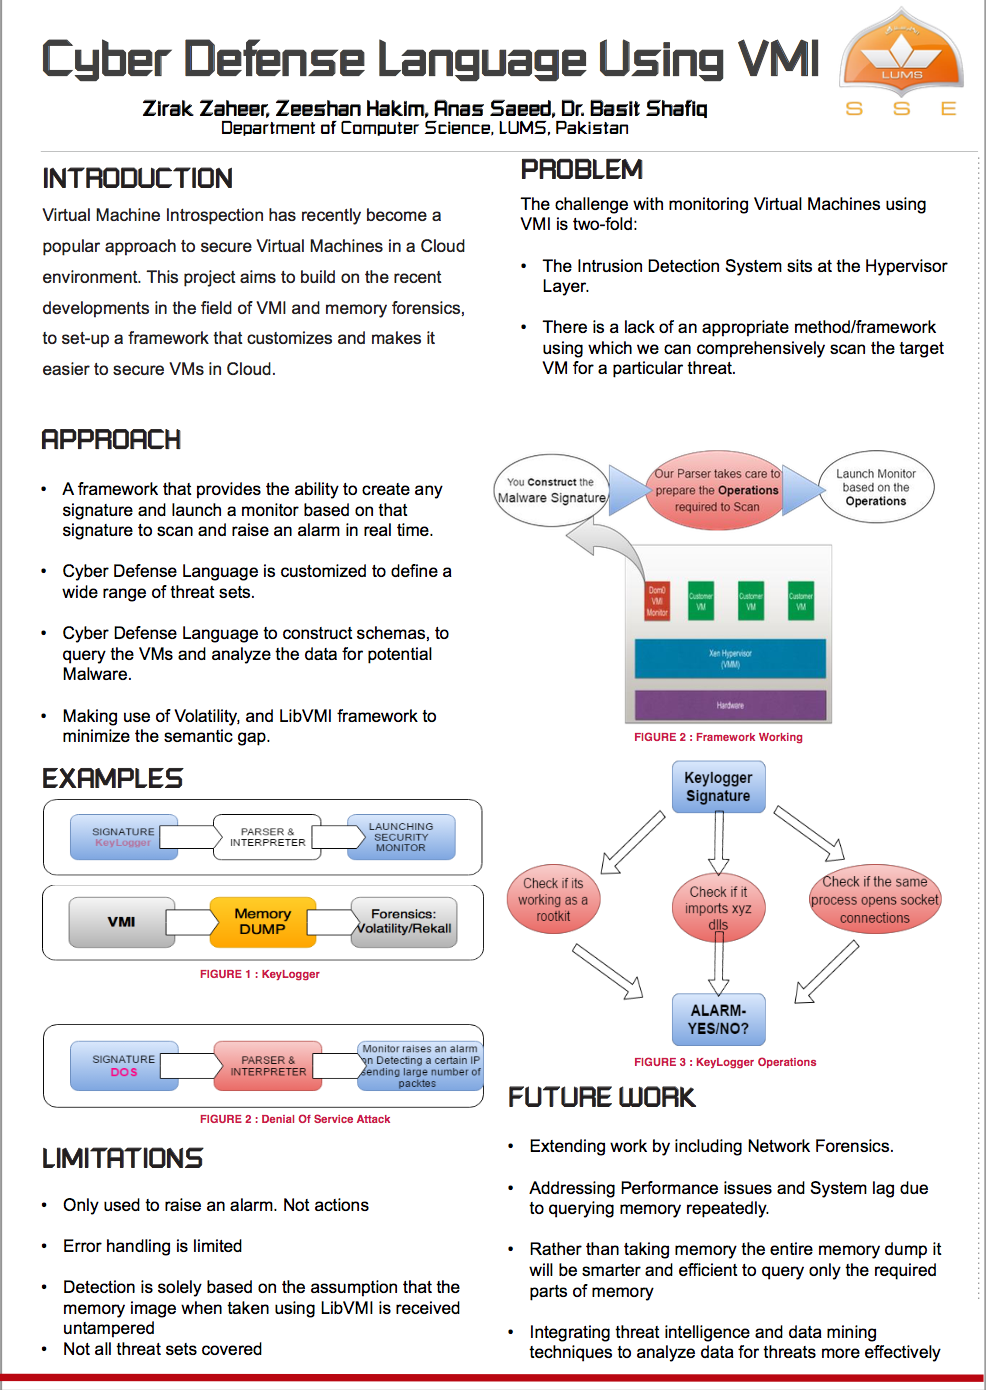 Cyber Defense Language Using VMI
LUMS
S S E
Zirak Zaheer, Zeeshan Hakim, Anas Saeed, Dr. Basit Shafiq
Department of Computer Science, LUMS, Pakistan
INTRODUCTION
Virtual Machine Introspection has recently become a
popular approach to secure Virtual Machines in a Cloud
environment. This project aims to build on the recent
developments in the field of VMI and memory forensics,
to set-up a framework that customizes and makes it
easier to secure VMs in Cloud.
PROBLEM
The challenge with monitoring Virtual Machines using
VMI is two-fold:
• The Intrusion Detection System sits at the Hypervisor
Layer.
• There is a lack of an appropriate method/framework
using which we can comprehensively scan the target
VM for a particular threat.
APPROACH
• A framework that provides the ability to create any
signature and launch a monitor based on that
signature to scan and raise an alarm in real time.
• Cyber Defense Language is customized to define a
wide range of threat sets.
• Cyber Defense Language to construct schemas, to
query the VMs and analyze the data for potential
Malware.
• Making use of Volatility, and LibVMI framework to
minimize the semantic gap.
You Construct the
Malware Signature
Our Parser takes care to
prepare the Operations
required to Scan
Launch Monitor
based on the
Operations
Dom0
VMI
Monitor
Customer
VM
Customer
VM
Customer
VM
Xen Hypervisor
(VMM)
Hardware
FIGURE 2 : Framework Working
EXAMPLES
SIGNATURE
KeyLogger
PARSER &
INTERPRETER
LAUNCHING
SECURITY
MONITOR
VMI
Memory
DUMP
Forensics:
Volatility/Rekall
FIGURE 1 : KeyLogger
SIGNATURE
DOS
PARSER &
INTERPRETER
Monitor raises an alarm
on Detecting a certain IP
sending large number of
packtes
FIGURE 2 : Denial Of Service Attack
Keylogger
Signature
Check if its
working as a
rootkit
Check if it
imports xyz
dlls
Check if the same
process opens socket
connections
ALARM-
YES/NO?
FIGURE 3 : KeyLogger Operations
LIMITATIONS
• Only used to raise an alarm. Not actions
• Error handling is limited
• Detection is solely based on the assumption that the
memory image when taken using LibVMI is received
untampered
• Not all threat sets covered
FUTURE WORK
• Extending work by including Network Forensics.
• Addressing Performance issues and System lag due
to querying memory repeatedly.
• Rather than taking memory the entire memory dump it
will be smarter and efficient to query only the required
parts of memory
• Integrating threat intelligence and data mining
techniques to analyze data for threats more effectively